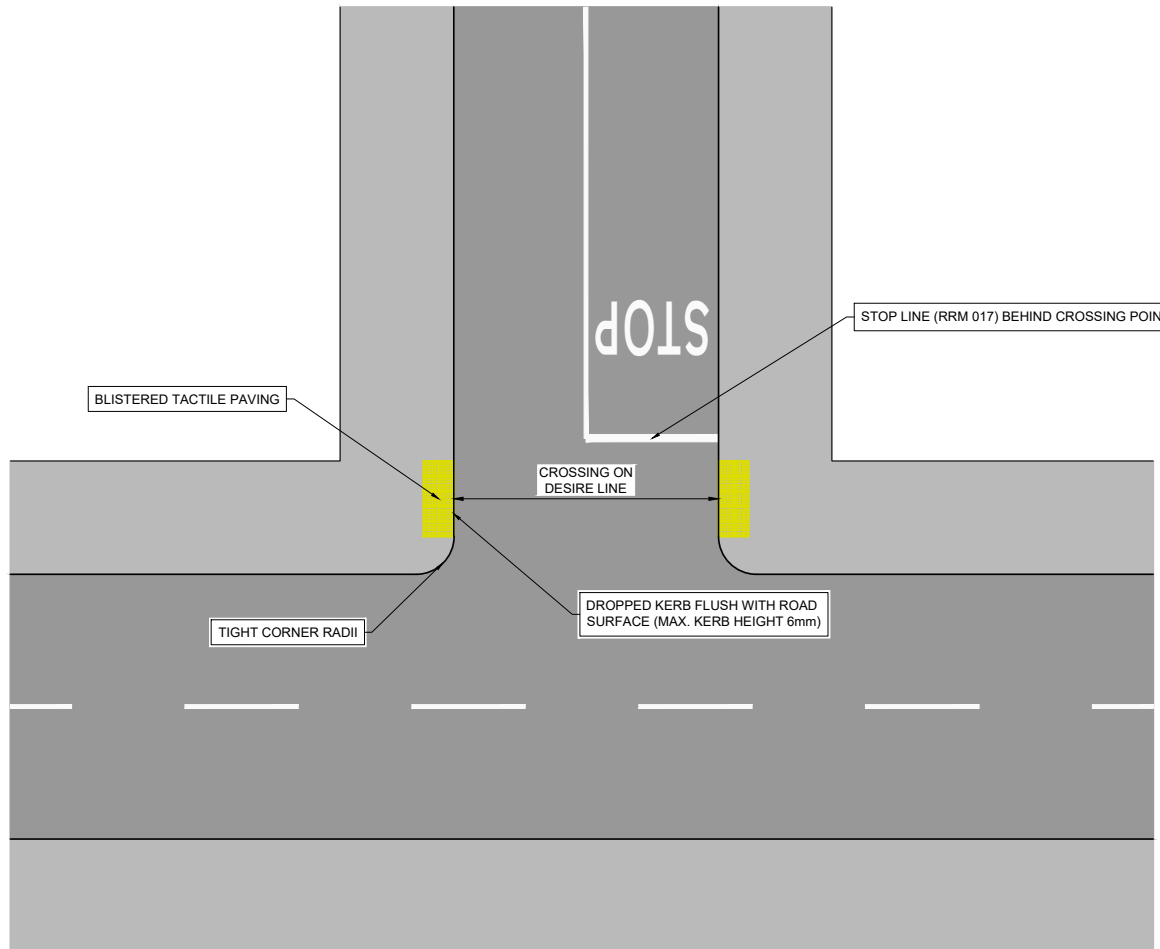 STOP
STOP LINE (RRM 017) BEHIND CROSSING POIN
BLISTERED TACTILE PAVING
CROSSING ON
DESIRE LINE
DROPPED KERB FLUSH WITH ROAD
SURFACE (MAX. KERB HEIGHT 6mm)
TIGHT CORNER RADII